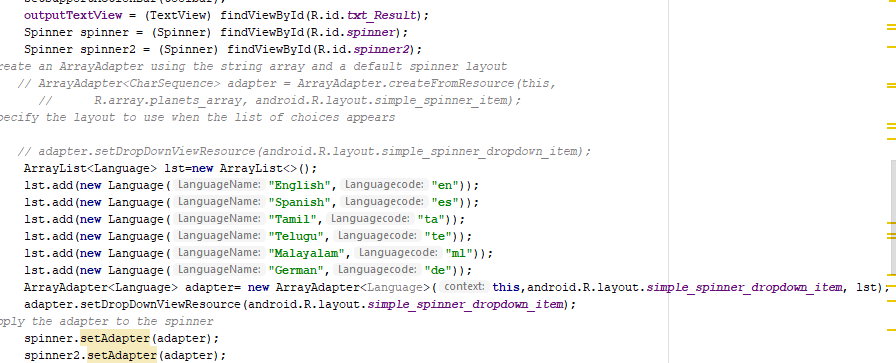 outputTextView = (TextView) findViewById(R.id.txt_Result);
Spinner spinner = (Spinner) findViewById(R.id.spinner);
Spinner spinner2 = (Spinner) findViewById(R.id.spinner2);
reate an ArrayAdapter using the string array and a default spinner layout
// ArrayAdapter<CharSequence> adapter = ArrayAdapter.createFromResource(this,
//      R.array.planets_array, android.R.layout.simple_spinner_item);
pecify the layout to use when the list of choices appears
// adapter.setDropDownViewResource(android.R.layout.simple_spinner_dropdown_item);
ArrayList<Language> lst=new ArrayList<>();
lst.add(new Language( LanguageName: "English", Languagecode: "en"));
lst.add(new Language( LanguageName: "Spanish", Languagecode: "es"));
lst.add(new Language( LanguageName: "Tamil", Languagecode: "ta"));
lst.add(new Language( LanguageName: "Telugu", Languagecode: "te"));
lst.add(new Language( LanguageName: "Malayalam", Languagecode: "ml"));
lst.add(new Language( LanguageName: "German", Languagecode: "de"));
ArrayAdapter<Language> adapter= new ArrayAdapter<Language>( context: this,android.R.layout.simple_spinner_dropdown_item, lst);
adapter.setDropDownViewResource(android.R.layout.simple_spinner_dropdown_item);
pply the adapter to the spinner
spinner.setAdapter(adapter);
spinner2.setAdapter(adapter);